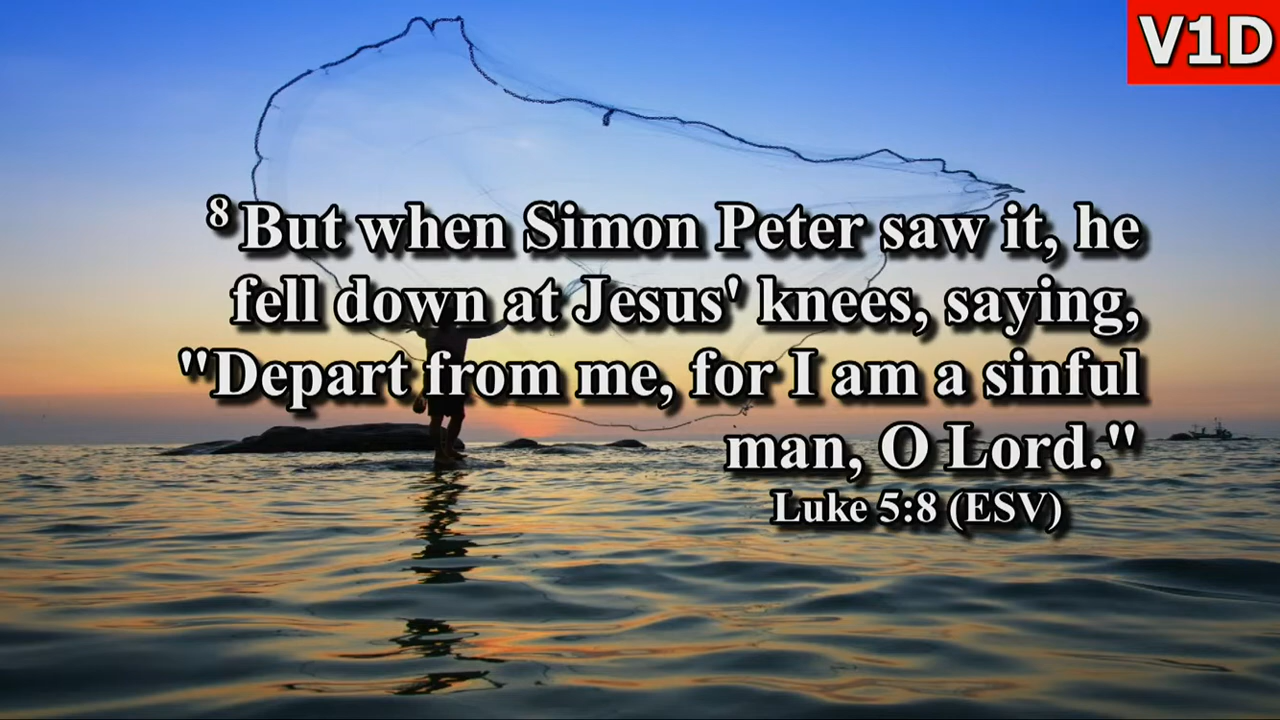 V1D
8 But when Simon Peter saw it, he
fell down at Jesus' knees, saying,
"Depart from me, for I am a sinful
man, O Lord."
Luke 5:8 (ESV)